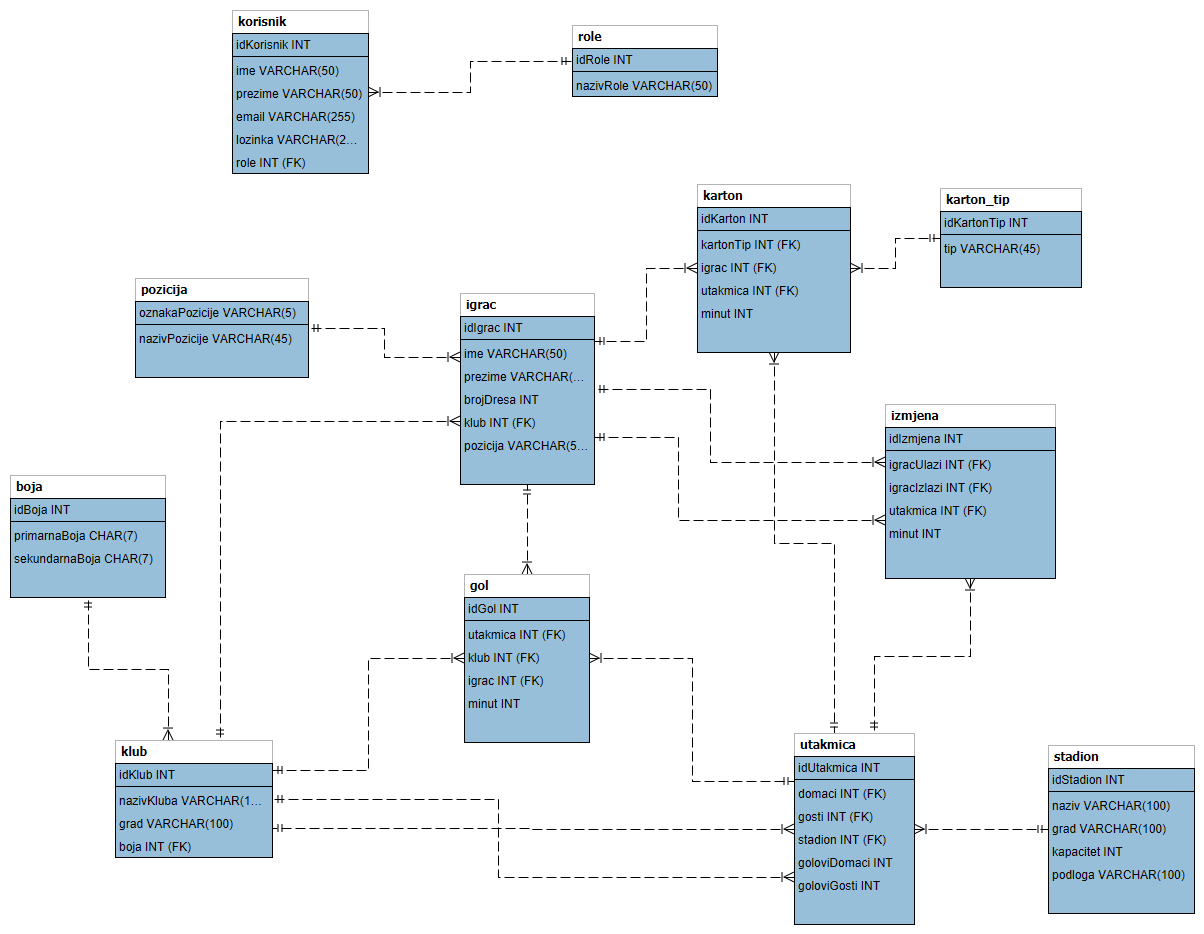 korisnik
idKorisnik INT
ime VARCHAR(50)
prezime VARCHAR(50)
email VARCHAR(255)
lozinka VARCHAR(2...
role INT (FK)
role
idRole INT
nazivRole VARCHAR(50)
karton
idKarton INT
kartonTip INT (FK)
igrac INT (FK)
utakmica INT (FK)
minut INT
karton_tip
idKartonTip INT
tip VARCHAR(45)
pozicija
oznakaPozicije VARCHAR(5)
nazivPozicije VARCHAR(45)
igrac
idIgrac INT
ime VARCHAR(50)
prezime VARCHAR(...
brojDresa INT
klub INT (FK)
pozicija VARCHAR(5...
izmjena
idIzmjena INT
igracUlazi INT (FK)
igracIzlazi INT (FK)
utakmica INT (FK)
minut INT
boja
idBoja INT
primarnaBoja CHAR(7)
sekundarnaBoja CHAR(7)
gol
idGol INT
utakmica INT (FK)
klub INT (FK)
igrac INT (FK)
minut INT
klub
idKlub INT
nazivKluba VARCHAR(1...
grad VARCHAR(100)
boja INT (FK)
utakmica
idUtakmica INT
domaci INT (FK)
gosti INT (FK)
stadion INT (FK)
goloviDomaci INT
goloviGosti INT
stadion
idStadion INT
naziv VARCHAR(100)
grad VARCHAR(100)
kapacitet INT
podloga VARCHAR(100)